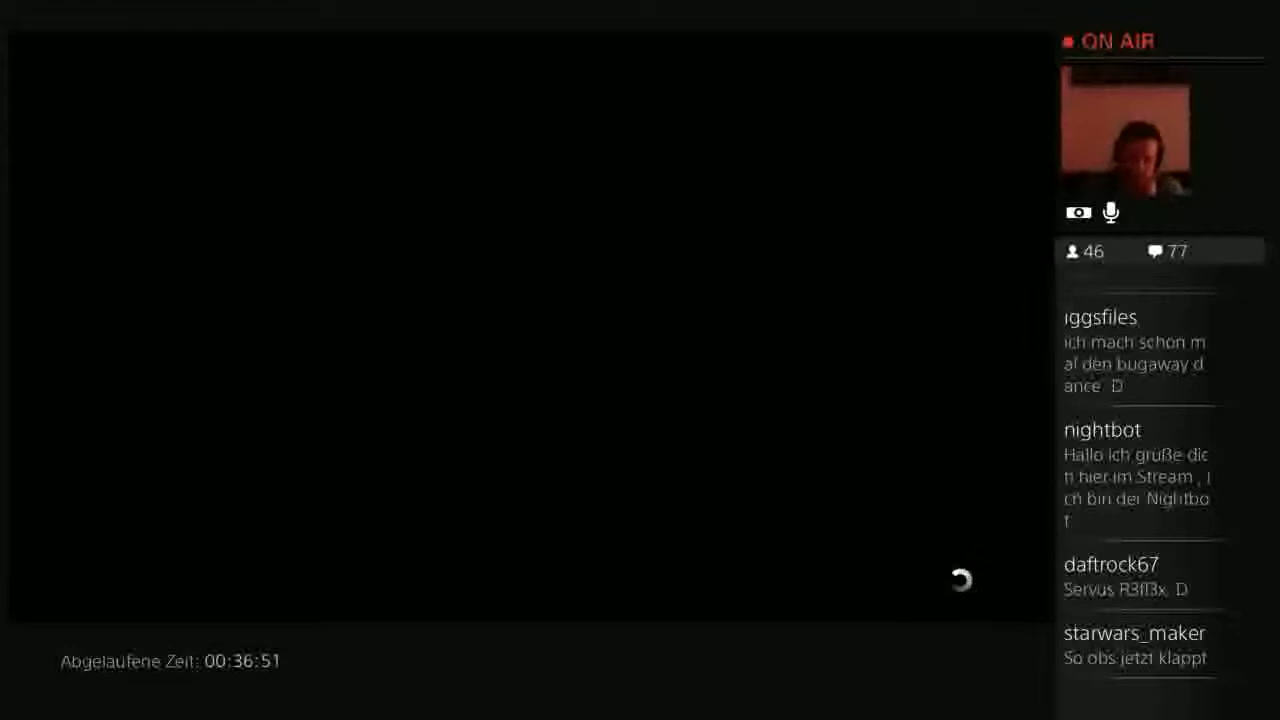 ON AIR
46 77
iggsfiles
ich mach schon m
al den bugaway d
ance :D
nightbot
Hallo ich grüße dic
h hier im Stream , I
ch bin der Nightbo
t
daftrock67
Servus R3fl3x :D
starwars_maker
So obs jetzt klappt
Abgelaufene Zeit: 00:36:51